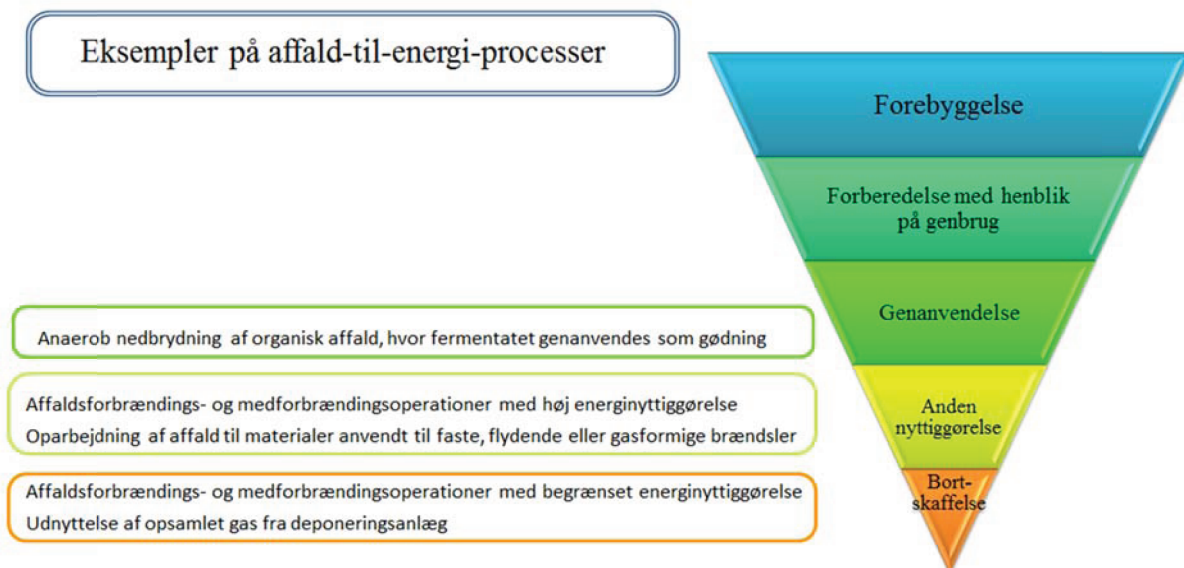 Eksempler på affald-til-energi-processer
Forebyggelse
Forberedelse med henblik
på genbrug
Genanvendelse
Anaerob nedbrydning af organisk affald, hvor fermentatet genanvendes som gødning
Anden
nyttiggørelse
Affaldsforbrændings- og medforbrændingsoperationer med høj energinyttiggørelse
Oparbejdning af affald til materialer anvendt til faste, flydende eller gasformige brændsler
Bort-
skaffelse
Affaldsforbrændings- og medforbrændingsoperationer med begrænset energinyttiggørelse
Udnyttelse af opsamlet gas fra deponeringsanlæg